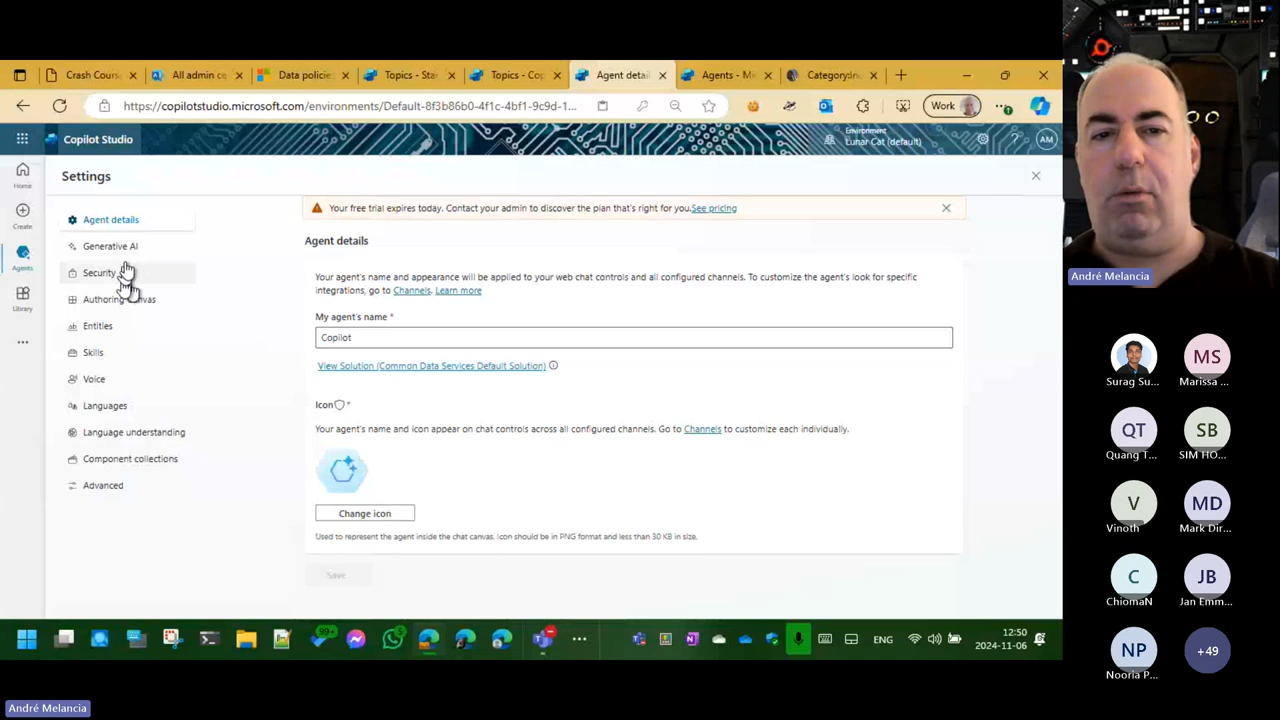 Crash Cours
All admin ce
Data policie
Topics - Sta
Topics - Cop
Agent detai
Agents - Mi
Category:In
https://copilotstudio.microsoft.com/environments/Default-8f3b86b0-4f1c-4bf1-9c9d-1...
Work
Copilot Studio
Environment
Lunar Cat (default)
AM
Settings
Home
Create
Agents
Library
Agent details
Generative AI
Security
Authoring Canvas
Entities
Skills
Voice
Languages
Language understanding
Component collections
Advanced
Your free trial expires today. Contact your admin to discover the plan that's right for you.See pricing
Agent details
Your agent's name and appearance will be applied to your web chat controls and all configured channels. To customize the agent's look for specific
integrations, go to Channels. Learn more
My agent's name *
Copilot
View Solution (Common Data Services Default Solution)
Icon *
Your agent's name and icon appear on chat controls across all configured channels. Go to Channels to customize each individually.
Change icon
Used to represent the agent inside the chat canvas. Icon should be in PNG format and less than 30 KB in size.
Save
99+
ENG
12:50
2024-11-06
André Melancia
Surag Su...
MS
Marissa ...
QT
Quang T...
SB
SIM HO...
V
Vinoth
MD
Mark Dir...
C
ChiomaN
JB
Jan Emm...
NP
Nooria P...
+49
André Melancia